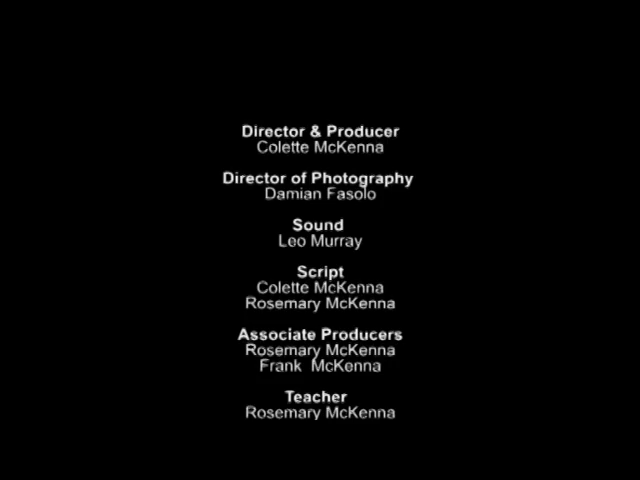 Director & Producer
Colette McKenna
Director of Photography
Damian Fasolo
Sound
Leo Murray
Script
Colette McKenna
Rosemary McKenna
Associate Producers
Rosemary McKenna
Frank McKenna
Teacher
Rosemary McKenna